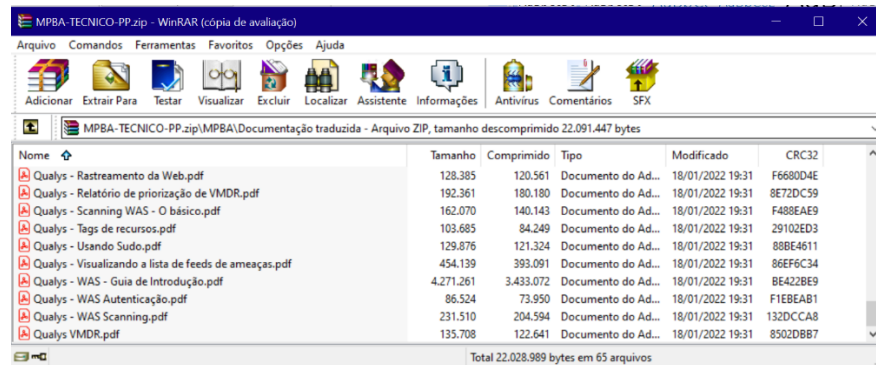 MPBA-TECNICO-PP.zip - WinRAR (cópia de avaliação)
Arquivo Comandos Ferramentas Favoritos Opções Ajuda
Adicionar Extrair Para Testar Visualizar Excluir Localizar Assistente Informações Antivírus Comentários SFX
MPBA-TECNICO-PP.zip\MPBA\Documentação traduzida - Arquivo ZIP, tamanho descomprimido 22.091.447 bytes
Nome Tamanho Comprimido Tipo Modificado CRC32
Qualys - Rastreamento da Web.pdf 128.385 120.561 Documento do Ad... 18/01/2022 19:31 F6680D4E
Qualys - Relatório de priorização de VMDR.pdf 192.361 180.180 Documento do Ad... 18/01/2022 19:31 8E72DC59
Qualys - Scanning WAS - O básico.pdf 162.070 140.143 Documento do Ad... 18/01/2022 19:31 F488EAE9
Qualys - Tags de recursos.pdf 103.685 84.249 Documento do Ad... 18/01/2022 19:31 29102ED3
Qualys - Usando Sudo.pdf 129.876 121.324 Documento do Ad... 18/01/2022 19:31 88BE4611
Qualys - Visualizando a lista de feeds de ameaças.pdf 454.139 393.091 Documento do Ad... 18/01/2022 19:31 86EF6C34
Qualys - WAS - Guia de Introdução.pdf 4.271.261 3.433.072 Documento do Ad... 18/01/2022 19:31 BE422BE9
Qualys - WAS Autenticação.pdf 86.524 73.950 Documento do Ad... 18/01/2022 19:31 F1EBEAB1
Qualys - WAS Scanning.pdf 231.510 204.594 Documento do Ad... 18/01/2022 19:31 132DCCA8
Qualys VMDR.pdf 135.708 122.641 Documento do Ad... 18/01/2022 19:31 8502DBB7
Total 22.028.989 bytes em 65 arquivos